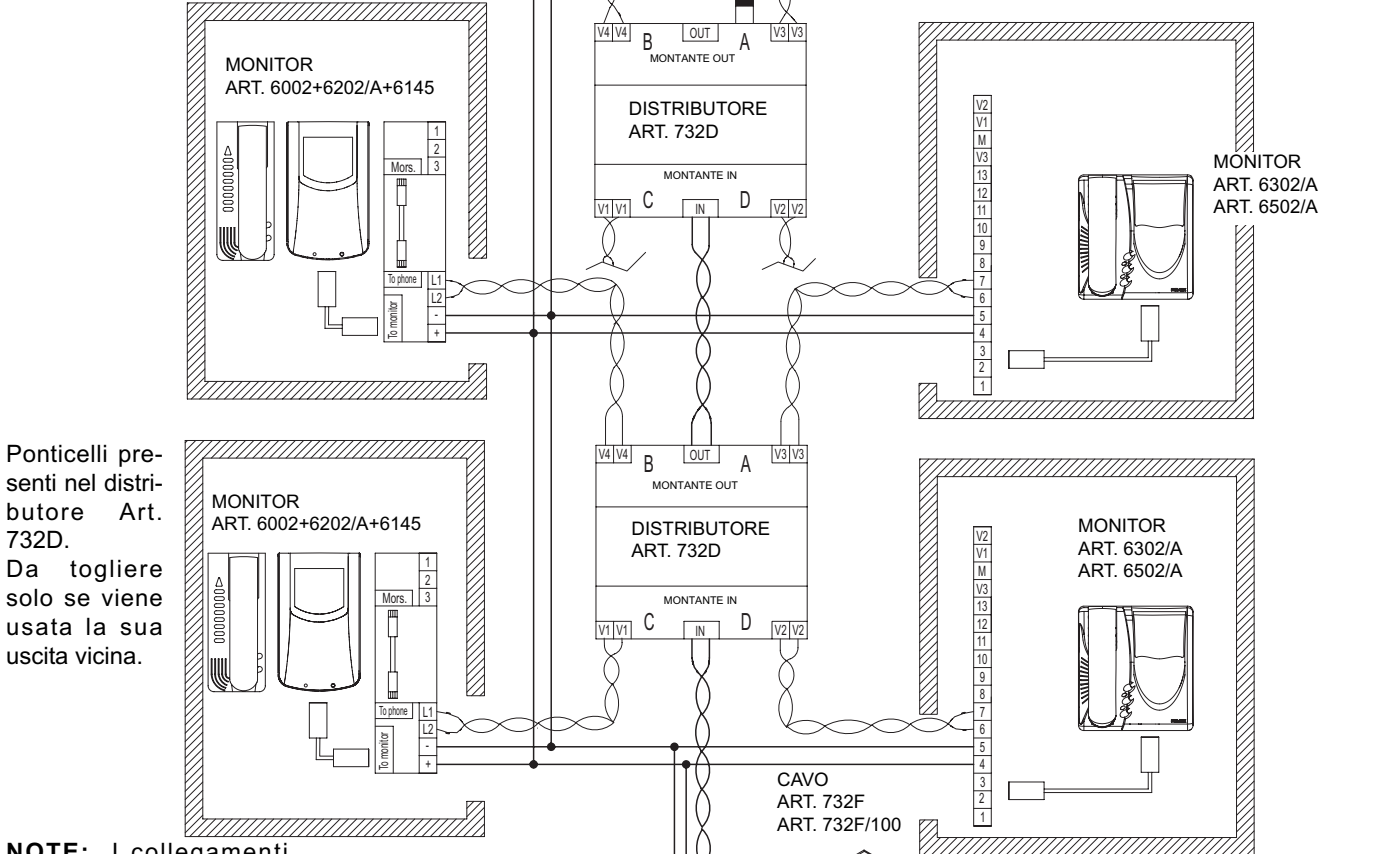 MONITOR
ART. 6002+6202/A+6145
1
2
Mors. 3
To phone L1
L2
To monitor -
+
V4 V4 B OUT A V3 V3
MONTANTE OUT
DISTRIBUTORE
ART. 732D
MONTANTE IN
V1 V1 C IN D V2 V2
V2
V1
M
V3
13
12
11
10
9
8
7
6
5
4
3
2
1
MONITOR
ART. 6302/A
ART. 6502/A
Ponticelli pre-
senti nel distri-
butore Art.
732D.
Da togliere
solo se viene
usata la sua
uscita vicina.
MONITOR
ART. 6002+6202/A+6145
1
2
Mors. 3
To phone L1
L2
To monitor -
+
V4 V4 B OUT A V3 V3
MONTANTE OUT
DISTRIBUTORE
ART. 732D
MONTANTE IN
V1 V1 C IN D V2 V2
V2
V1
M
V3
13
12
11
10
9
8
7
6
5
4
3
2
1
MONITOR
ART. 6302/A
ART. 6502/A
CAVO
ART. 732F
ART. 732F/100
NOTE: I collegamenti